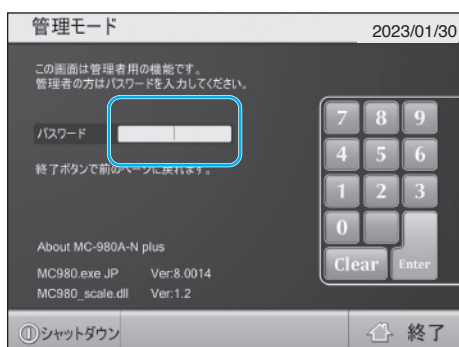 管理モード
2023/01/30
この画面は管理者用の機能です。
管理者の方はパスワードを入力してください。
パスワード
終了ボタンで前のページに戻れます。
7 8 9
4 5 6
1 2 3
0
Clear Enter
About MC-980A-N plus
MC980.exe JP Ver:8.0014
MC980_scale.dll Ver:1.2
シャットダウン
終了